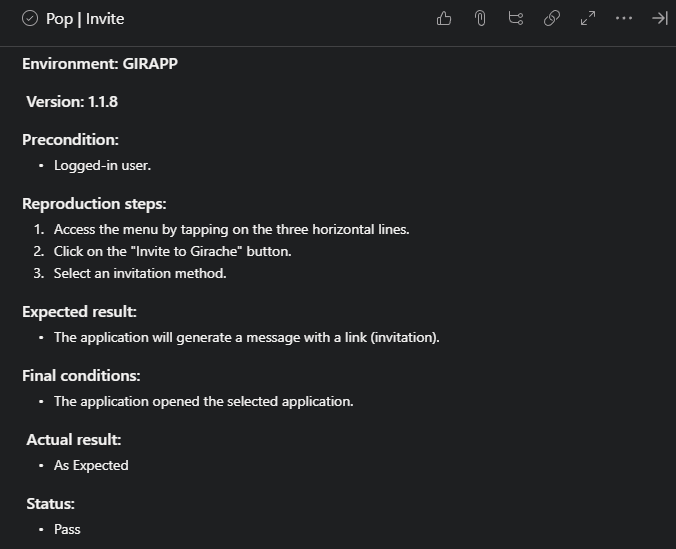 Pop | Invite
Environment: GIRAPP
Version: 1.1.8
Precondition:
• Logged-in user.
Reproduction steps:
1. Access the menu by tapping on the three horizontal lines.
2. Click on the "Invite to Girache" button.
3. Select an invitation method.
Expected result:
• The application will generate a message with a link (invitation).
Final conditions:
• The application opened the selected application.
Actual result:
• As Expected
Status:
• Pass